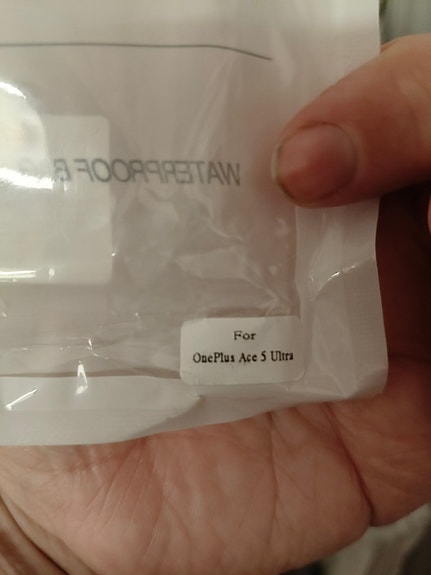 WATERPROOF B G
For
OnePlus Ace 5 Ultra